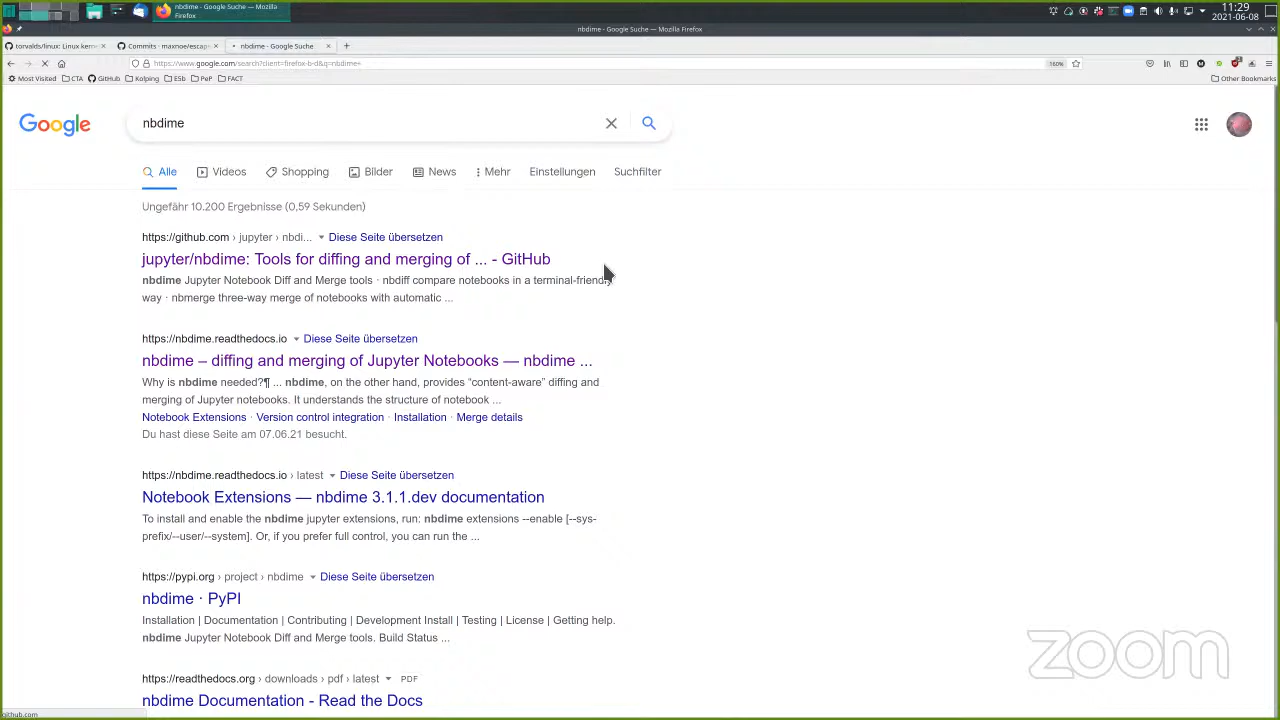 nbdime - Google Suche — Mozilla
Firefox
11:29
2021-06-08
nbdime - Google Suche — Mozilla Firefox
torvalds/linux: Linux kern
Commits · maxnoe/escap
nbdime - Google Suche
https://www.google.com/search?client=firefox-b-d&q=nbdime+
160%
Most Visited
CTA
GitHub
Kolping
E5b
PeP
FACT
Other Bookmarks
Google
nbdime
Alle
Videos
Shopping
Bilder
News
Mehr
Einstellungen
Suchfilter
Ungefähr 10.200 Ergebnisse (0,59 Sekunden)
https://github.com › jupyter › nbdi... Diese Seite übersetzen
jupyter/nbdime: Tools for diffing and merging of ... - GitHub
nbdime Jupyter Notebook Diff and Merge tools · nbdiff compare notebooks in a terminal-friendly
way · nbmerge three-way merge of notebooks with automatic ...
https://nbdime.readthedocs.io Diese Seite übersetzen
nbdime – diffing and merging of Jupyter Notebooks — nbdime ...
Why is nbdime needed?¶ ... nbdime, on the other hand, provides “content-aware” diffing and
merging of Jupyter notebooks. It understands the structure of notebook ...
Notebook Extensions · Version control integration · Installation · Merge details
Du hast diese Seite am 07.06.21 besucht.
https://nbdime.readthedocs.io › latest Diese Seite übersetzen
Notebook Extensions — nbdime 3.1.1.dev documentation
To install and enable the nbdime jupyter extensions, run: nbdime extensions --enable [--sys-
prefix/--user/--system]. Or, if you prefer full control, you can run the ...
https://pypi.org › project › nbdime Diese Seite übersetzen
nbdime · PyPI
Installation | Documentation | Contributing | Development Install | Testing | License | Getting help.
nbdime Jupyter Notebook Diff and Merge tools. Build Status ...
https://readthedocs.org › downloads › pdf › latest PDF
nbdime Documentation - Read the Docs
zoom
github.com